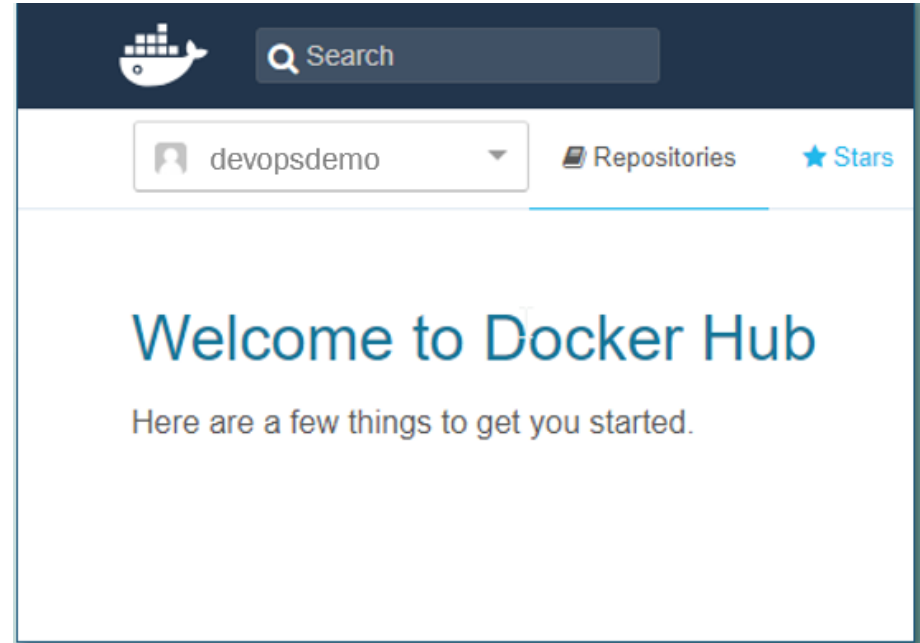 Search
devopsdemo Repositories Stars
Welcome to Docker Hub
Here are a few things to get you started.